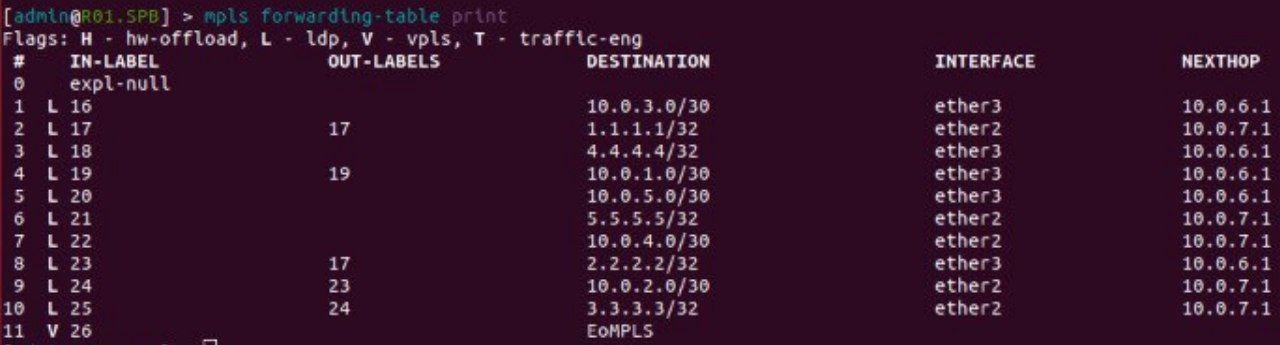 [admin@R01.SPB] > mpls forwarding-table print
Flags: H - hw-offload, L - ldp, V - vpls, T - traffic-eng
# IN-LABEL OUT-LABELS DESTINATION INTERFACE NEXTHOP
0 expl-null
1 L 16 10.0.3.0/30 ether3 10.0.6.1
2 L 17 17 1.1.1.1/32 ether2 10.0.7.1
3 L 18 4.4.4.4/32 ether3 10.0.6.1
4 L 19 19 10.0.1.0/30 ether3 10.0.6.1
5 L 20 10.0.5.0/30 ether3 10.0.6.1
6 L 21 5.5.5.5/32 ether2 10.0.7.1
7 L 22 10.0.4.0/30 ether2 10.0.7.1
8 L 23 17 2.2.2.2/32 ether3 10.0.6.1
9 L 24 23 10.0.2.0/30 ether2 10.0.7.1
10 L 25 24 3.3.3.3/32 ether2 10.0.7.1
11 V 26 EoMPLS